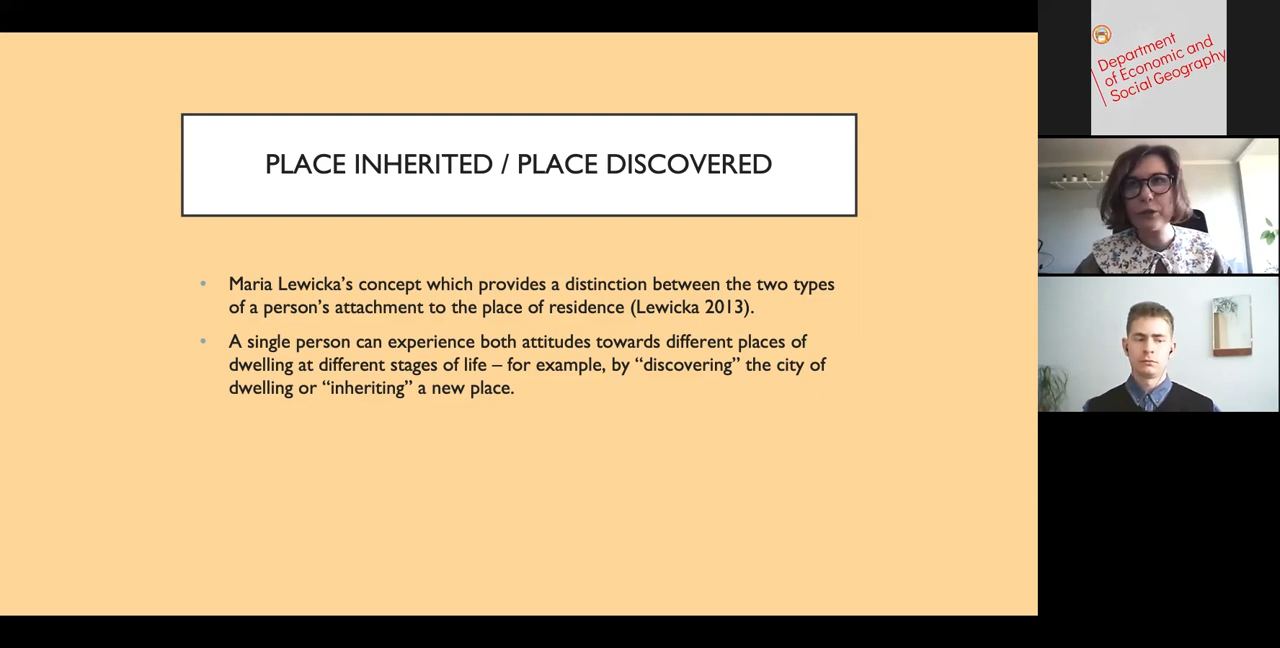 PLACE INHERITED / PLACE DISCOVERED
• Maria Lewicka’s concept which provides a distinction between the two types
of a person’s attachment to the place of residence (Lewicka 2013).
• A single person can experience both attitudes towards different places of
dwelling at different stages of life – for example, by “discovering” the city of
dwelling or “inheriting” a new place.
Department
of Economic and
Social Geography